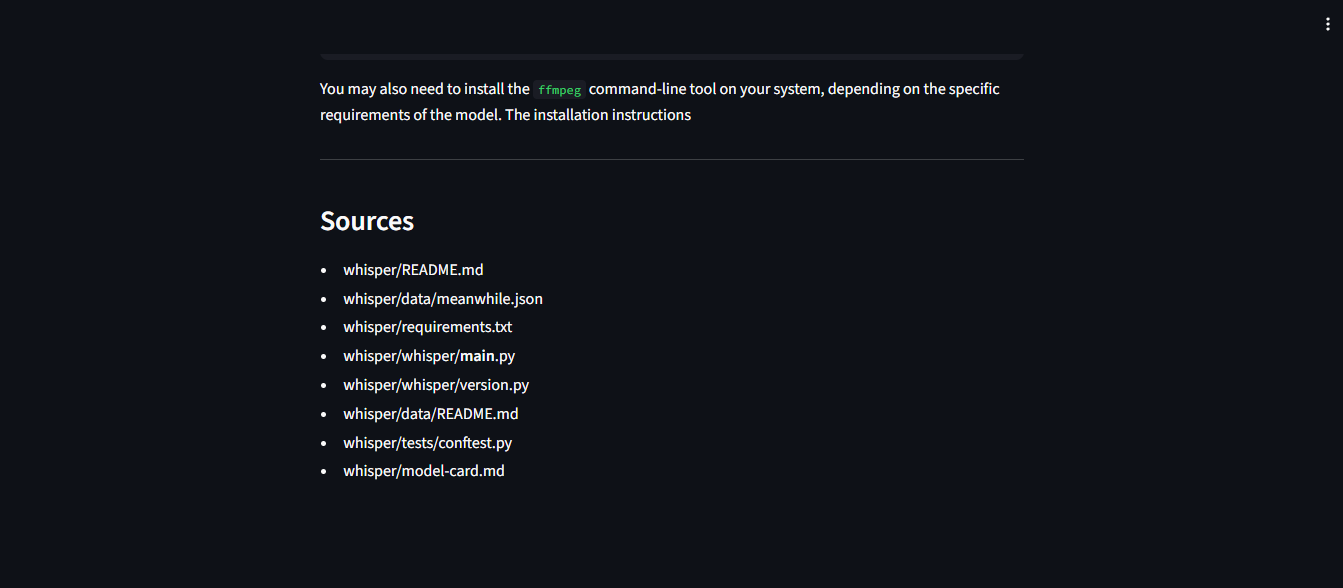 You may also need to install the ffmpeg command-line tool on your system, depending on the specific
requirements of the model. The installation instructions
Sources
whisper/README.md
whisper/data/meanwhile.json
whisper/requirements.txt
whisper/whisper/main.py
whisper/whisper/version.py
whisper/data/README.md
whisper/tests/conftest.py
whisper/model-card.md